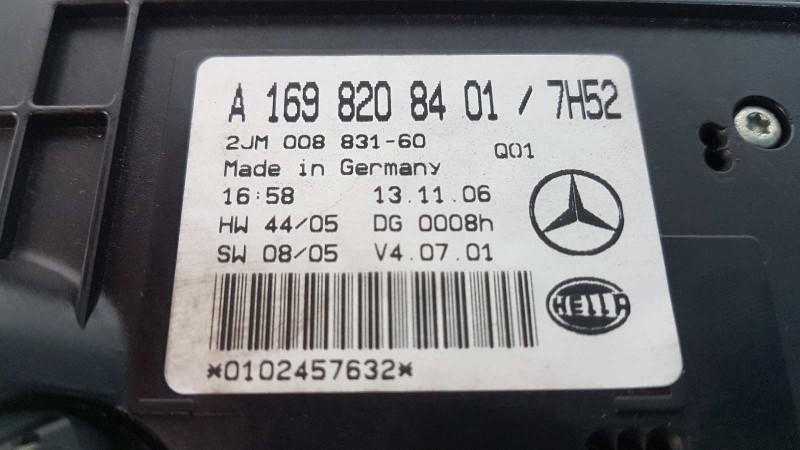 A 169 820 84 01 / 7H52
2JM 008 831-60 Q01
Made in Germany
16:58 13.11.06
HW 44/05 DG 0008h
SW 08/05 V4.07.01
HELLA
*0102457632*